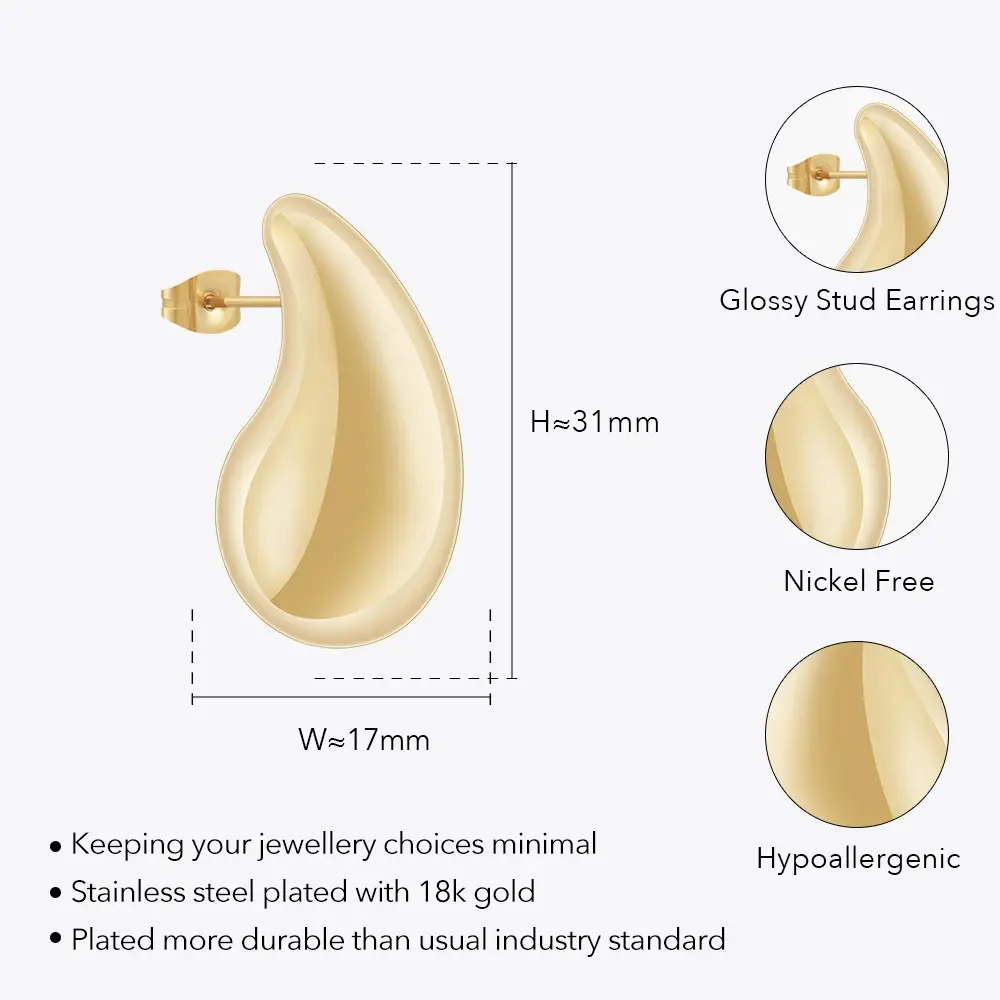 Glossy Stud Earrings
H≈31mm
Nickel Free
W≈17mm
Hypoallergenic
• Keeping your jewellery choices minimal
• Stainless steel plated with 18k gold
• Plated more durable than usual industry standard